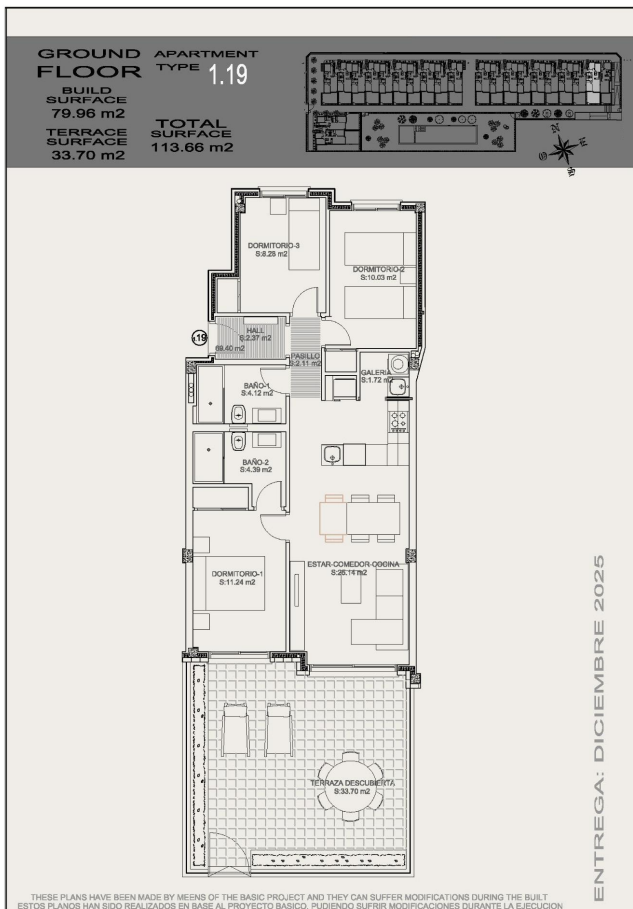 GROUND FLOOR
APARTMENT TYPE 1.19
BUILD SURFACE
79.96 m2
TERRACE SURFACE
33.70 m2
TOTAL SURFACE
113.66 m2
DORMITORIO-3
S:8.28 m2
DORMITORIO-2
S:10.03 m2
1.19
HALL
S:2.37 m2
69.40 m2
PASILLO
S:2.11 m2
GALERIA
S:1.72 m2
BAÑO-1
S:4.12 m2
BAÑO-2
S:4.39 m2
DORMITORIO-1
S:11.24 m2
ESTAR-COMEDOR-COCINA
S:25.14 m2
TERRAZA DESCUBIERTA
S:33.70 m2
ENTREGA: DICIEMBRE 2025
THESE PLANS HAVE BEEN MADE BY MEENS OF THE BASIC PROJECT AND THEY CAN SUFFER MODIFICATIONS DURING THE BUILT
ESTOS PLANOS HAN SIDO REALIZADOS EN BASE AL PROYECTO BASICO, PUDIENDO SUFRIR MODIFICACIONES DURANTE LA EJECUCION